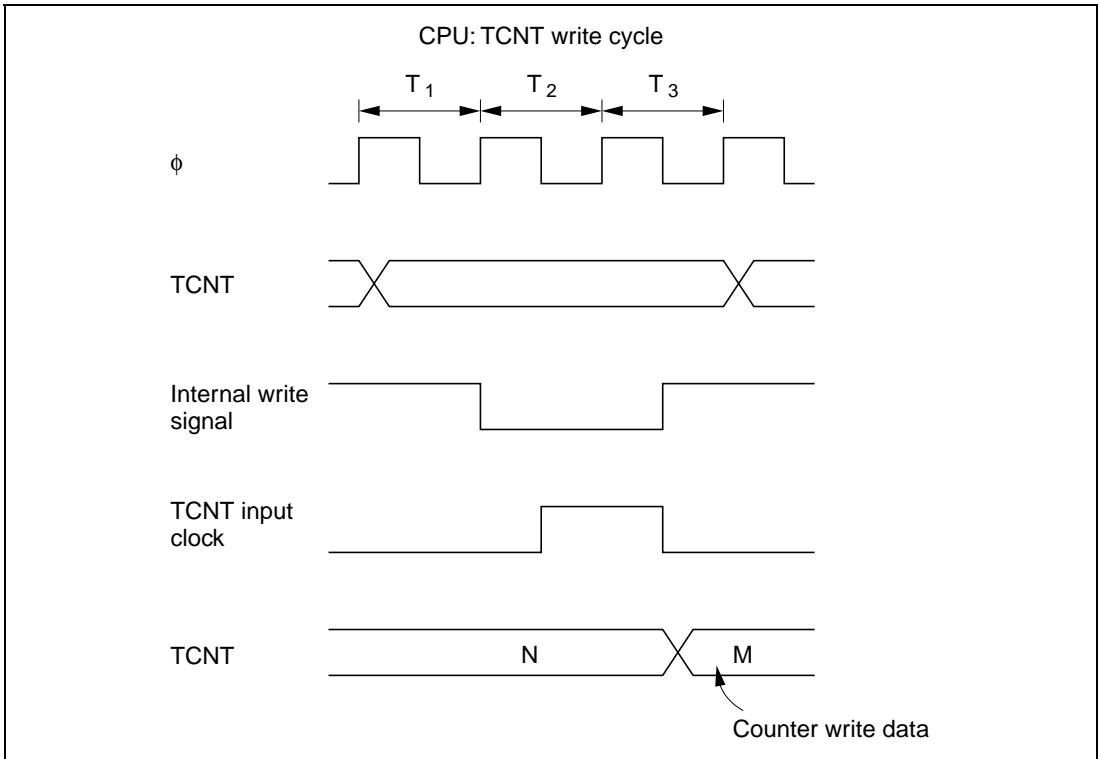 CPU: TCNT write cycle
T1 T2 T3
ϕ
TCNT
Internal write
signal
TCNT input
clock
TCNT
N M
Counter write data